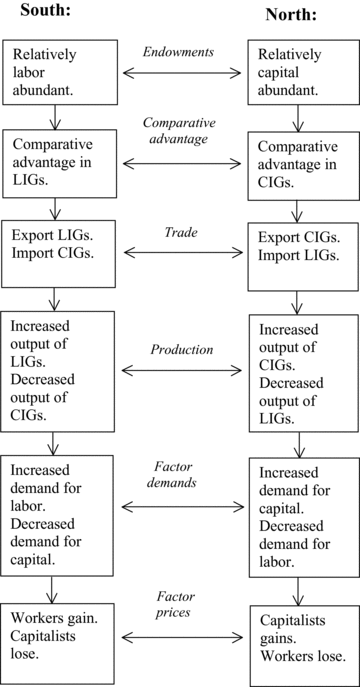 South:
North:
Relatively
labor
abundant.
Endowments
Relatively
capital
abundant.
Comparative
advantage in
LIGs.
Comparative
advantage
Comparative
advantage in
CIGs.
Export LIGs.
Import CIGs.
Trade
Export CIGs.
Import LIGs.
Increased
output of
LIGs.
Decreased
output of
CIGs.
Production
Increased
output of
CIGs.
Decreased
output of
LIGs.
Increased
demand for
labor.
Decreased
demand for
capital.
Factor
demands
Increased
demand for
capital.
Decreased
demand for
labor.
Workers gain.
Capitalists
lose.
Factor
prices
Capitalists
gains.
Workers lose.